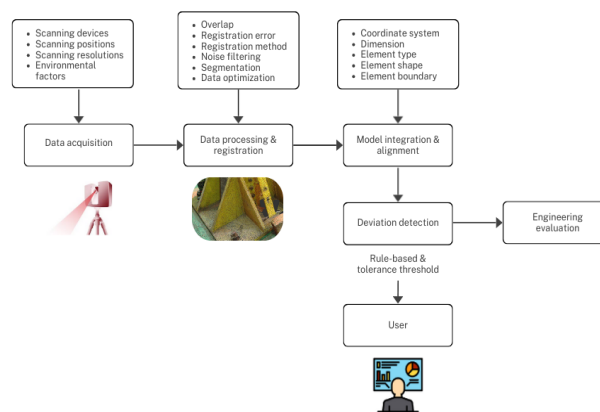 Scanning devices
Scanning positions
Scanning resolutions
Environmental
factors
Overlap
Registration error
Registration method
Noise filtering
Segmentation
Data optimization
Coordinate system
Dimension
Element type
Element shape
Element boundary
Data acquisition
Data processing &
registration
Model integration &
alignment
Deviation detection
Engineering
evaluation
Rule-based &
tolerance threshold
User